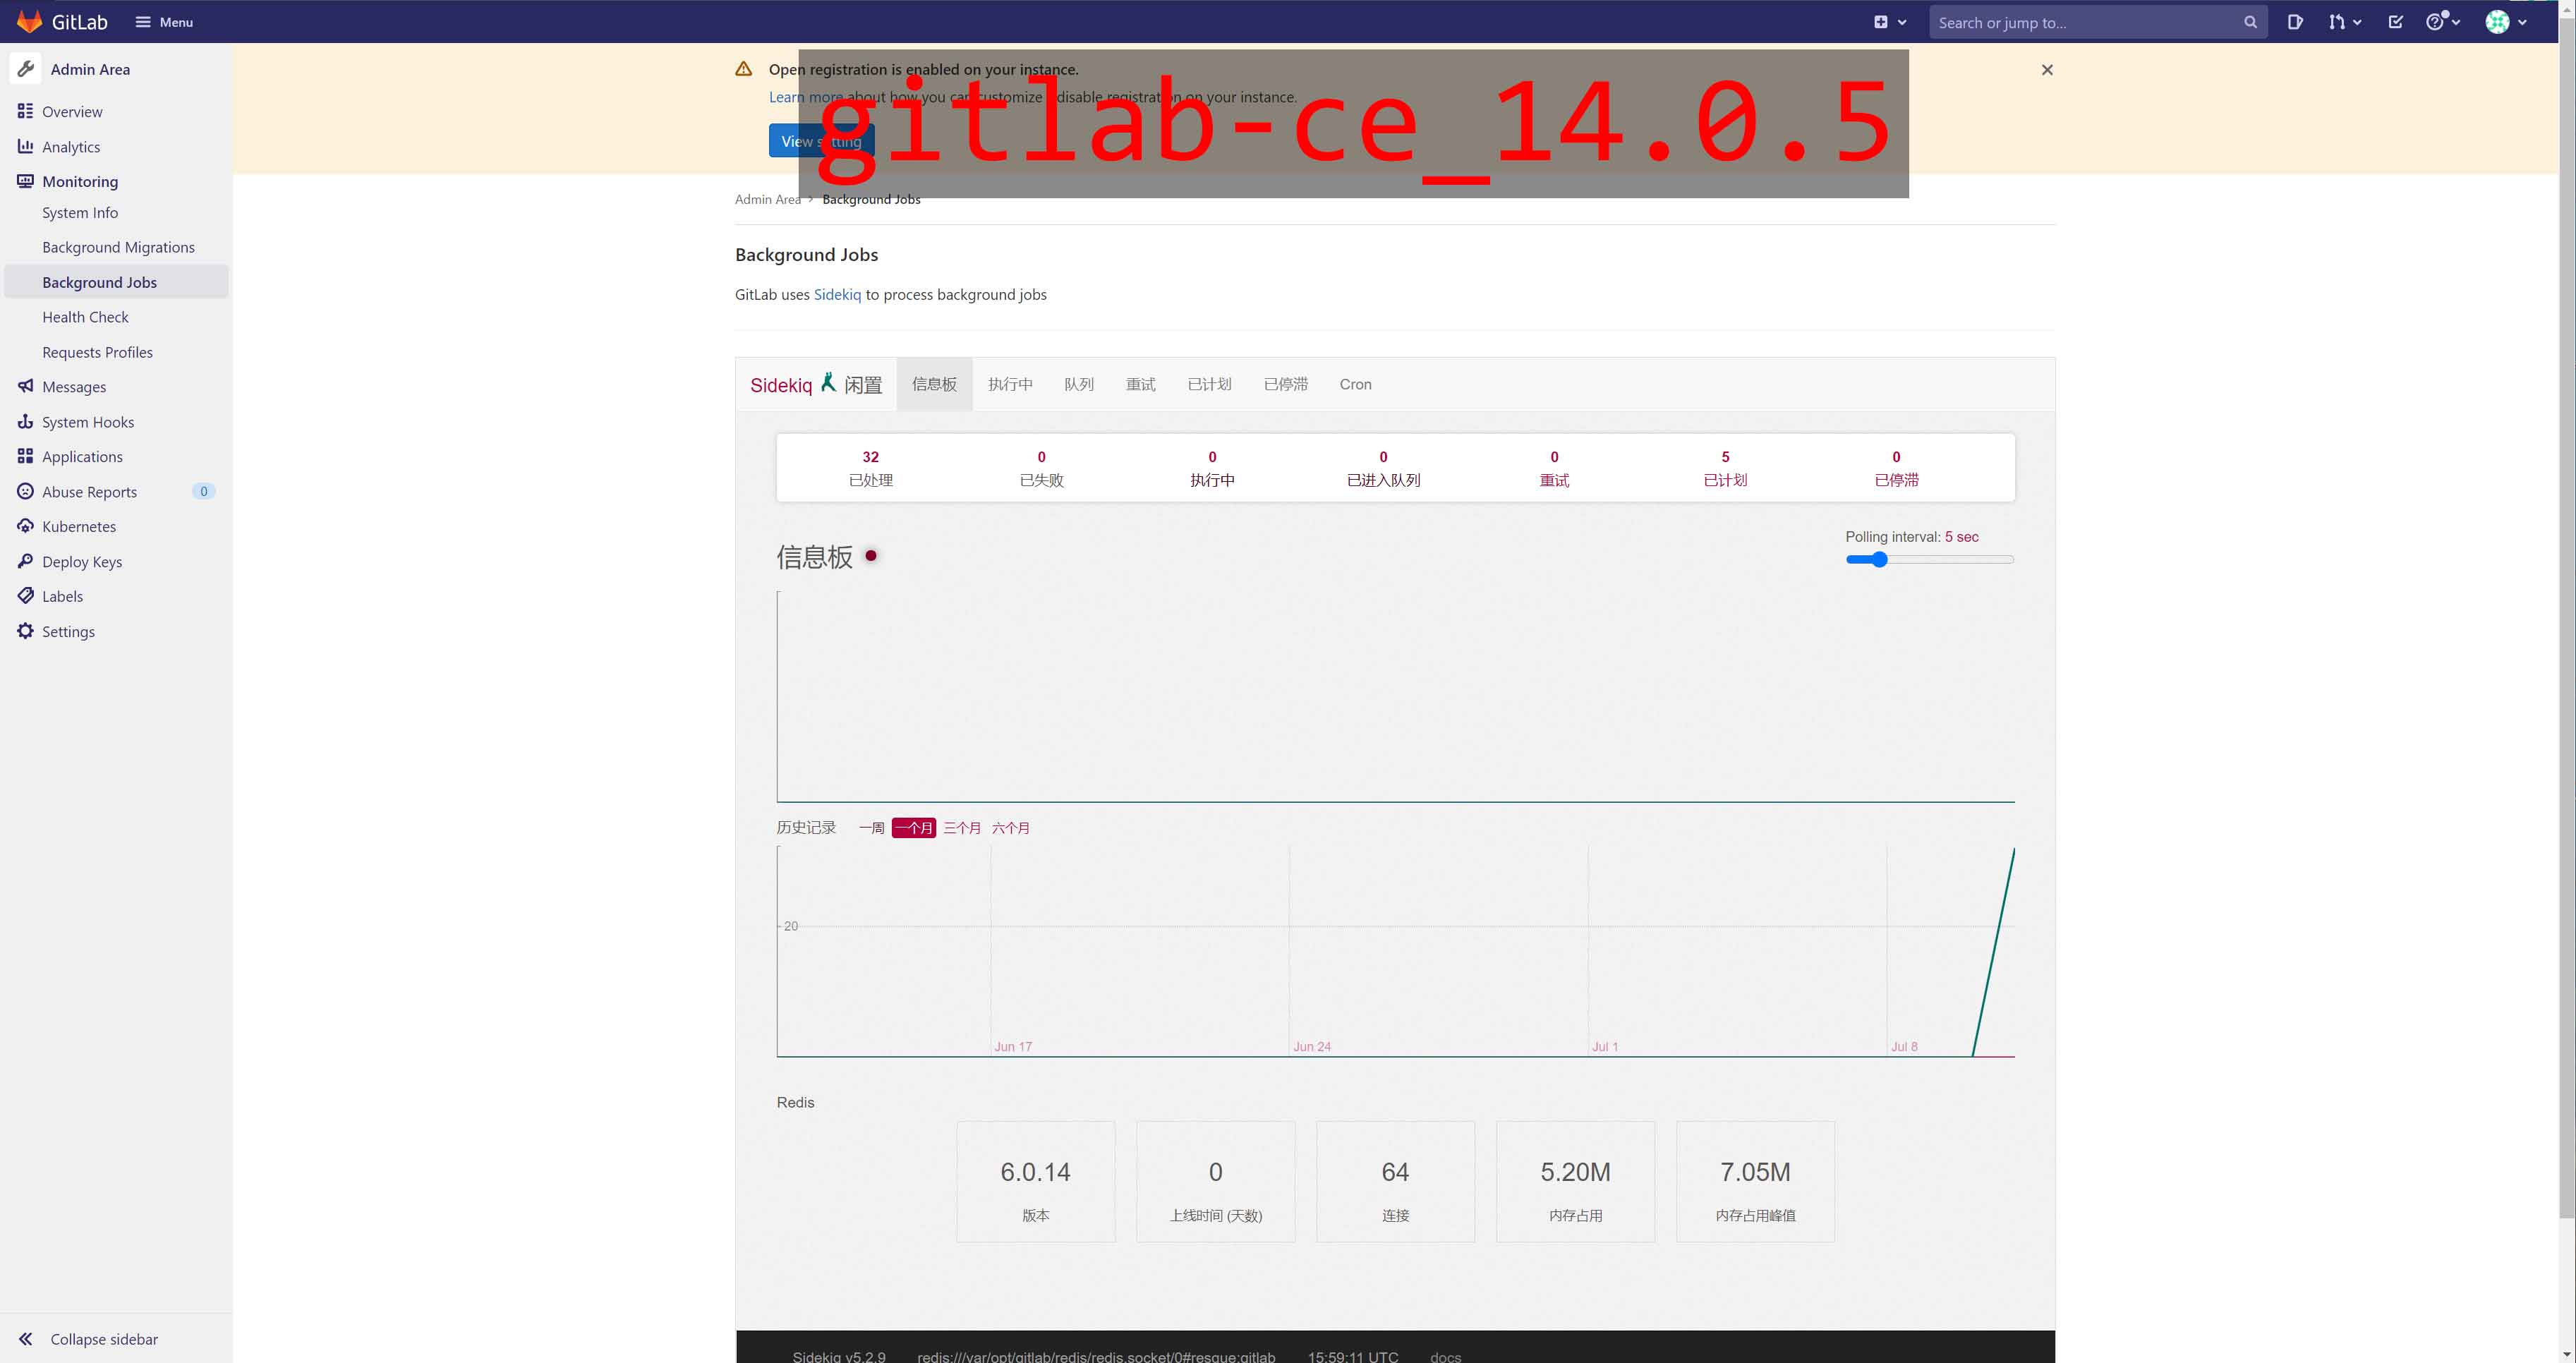 GitLab
Menu
Search or jump to...
Admin Area
Overview
Analytics
Monitoring
System Info
Background Migrations
Background Jobs
Health Check
Requests Profiles
Messages
System Hooks
Applications
Abuse Reports 0
Kubernetes
Deploy Keys
Labels
Settings
Collapse sidebar
gitlab-ce_14.0.5
Open registration is enabled on your instance.
Learn more about how you can customize / disable registration on your instance.
View setting
Admin Area > Background Jobs
Background Jobs
GitLab uses Sidekiq to process background jobs
Sidekiq 闲置 信息板 执行中 队列 重试 已计划 已停滞 Cron
32 0 0 0 0 5 0
已处理 已失败 执行中 已进入队列 重试 已计划 已停滞
Polling interval: 5 sec
信息板
历史记录 一周 一个月 三个月 六个月
20
Jun 17 Jun 24 Jul 1 Jul 8
Redis
6.0.14 0 64 5.20M 7.05M
版本 上线时间 (天数) 连接 内存占用 内存占用峰值
Sidekiq v5.2.9 redis:///var/opt/gitlab/redis/redis.socket/0#resque:gitlab 15:59:11 UTC docs